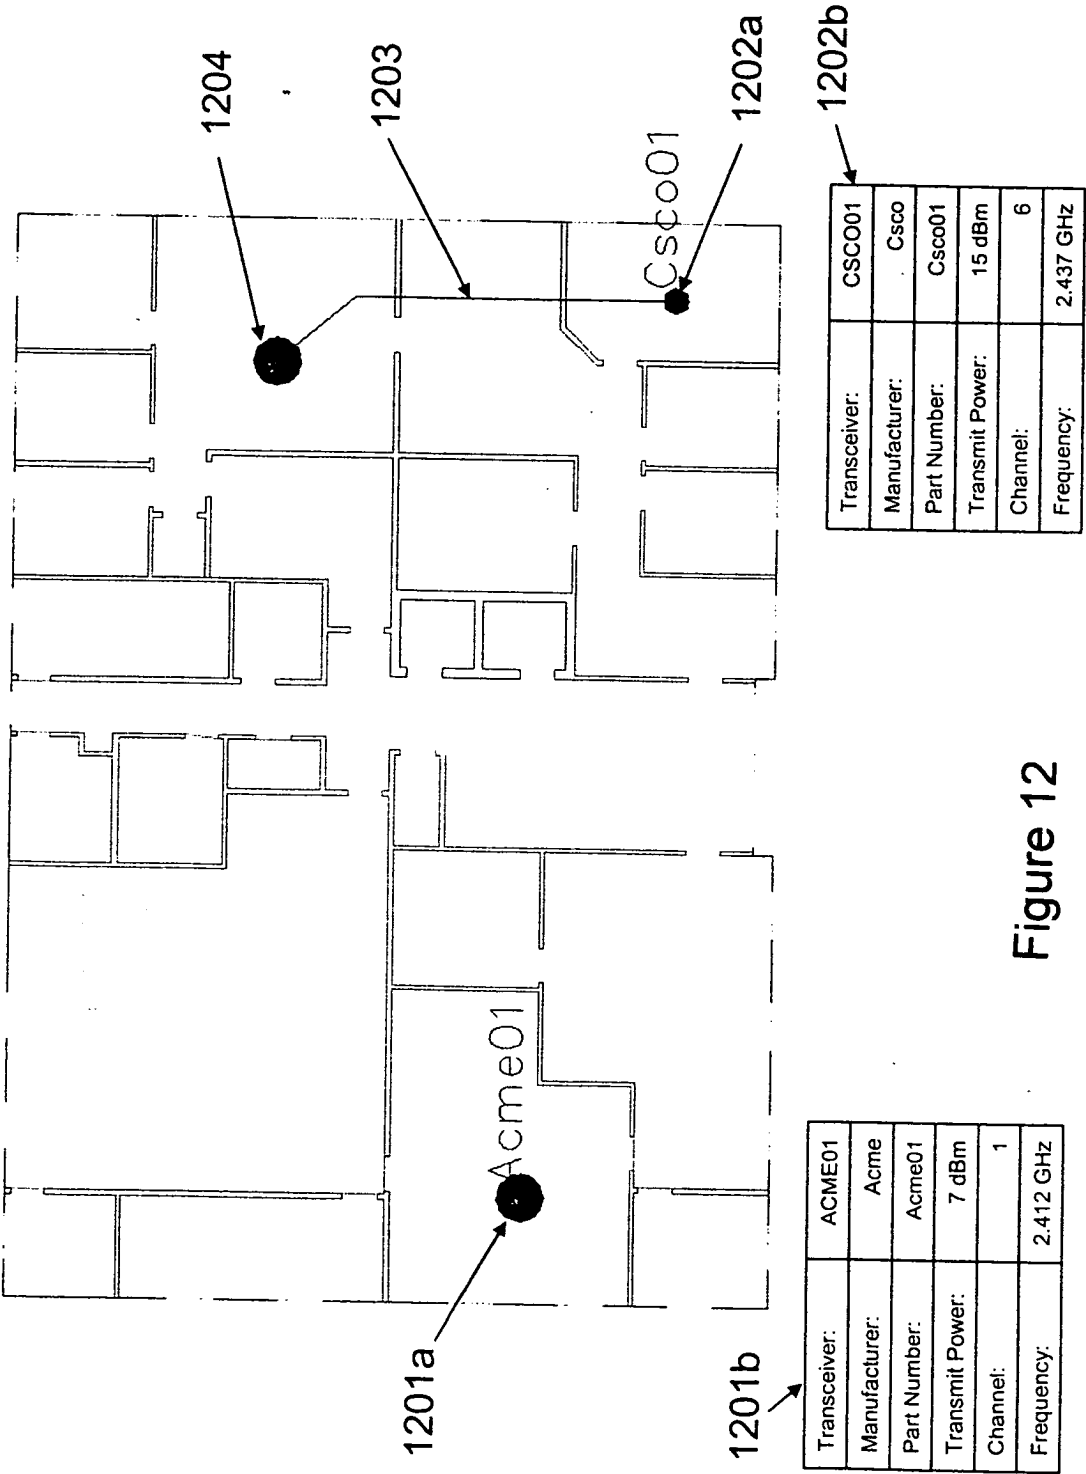 1204
1203
1202a
1202b
Csco01
Transceiver: CSCO01
Manufacturer: Csco
Part Number: Csco01
Transmit Power: 15 dBm
Channel: 6
Frequency: 2.437 GHz
Acme01
1201a
1201b
Transceiver: ACME01
Manufacturer: Acme
Part Number: Acme01
Transmit Power: 7 dBm
Channel: 1
Frequency: 2.412 GHz
Figure 12